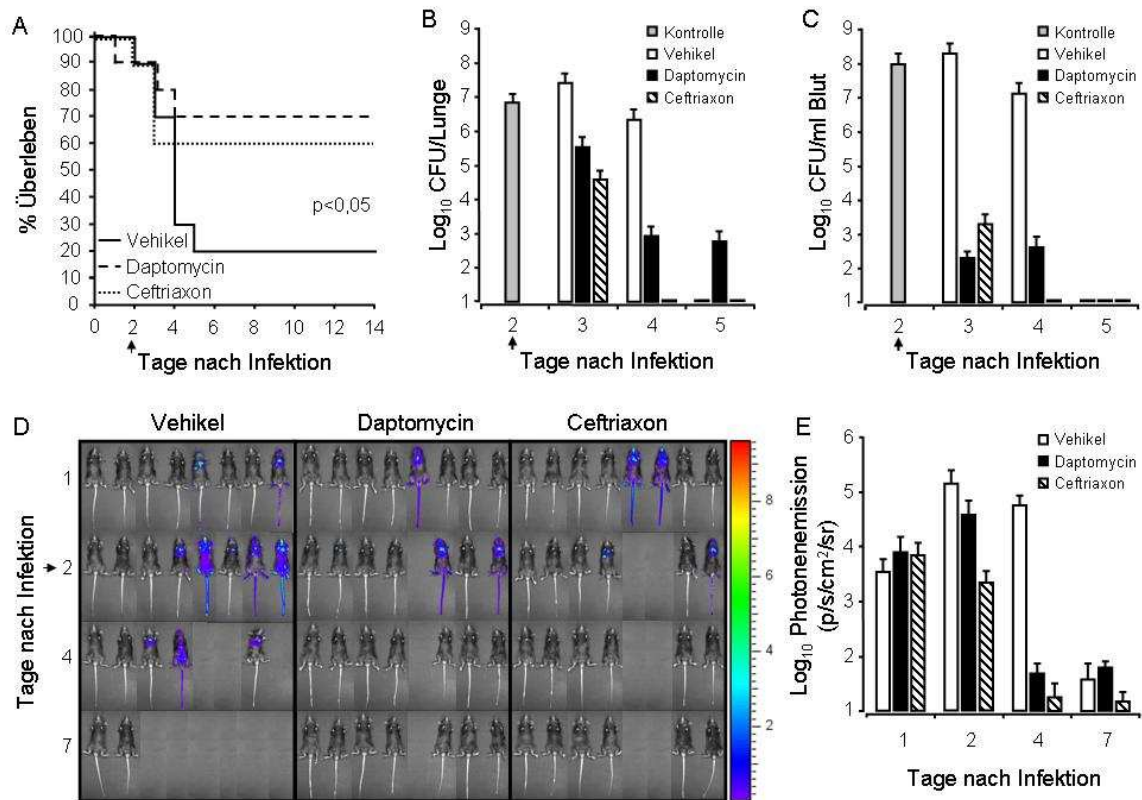 A
% Überleben
100
90
80
70
60
50
40
30
20
10
0
p<0,05
Vehikel
Daptomycin
Ceftriaxon
0 2 4 6 8 10 12 14
Tage nach Infektion
B
Log10 CFU/Lunge
9
8
7
6
5
4
3
2
1
Kontrolle
Vehikel
Daptomycin
Ceftriaxon
2 3 4 5
Tage nach Infektion
C
Log10 CFU/ml Blut
9
8
7
6
5
4
3
2
1
Kontrolle
Vehikel
Daptomycin
Ceftriaxon
2 3 4 5
Tage nach Infektion
D
Vehikel Daptomycin Ceftriaxon
Tage nach Infektion
1
2
4
7
8
6
4
2
E
Log10 Photonenemission
(p/s/cm²/sr)
6
5
4
3
2
1
Vehikel
Daptomycin
Ceftriaxon
1 2 4 7
Tage nach Infektion